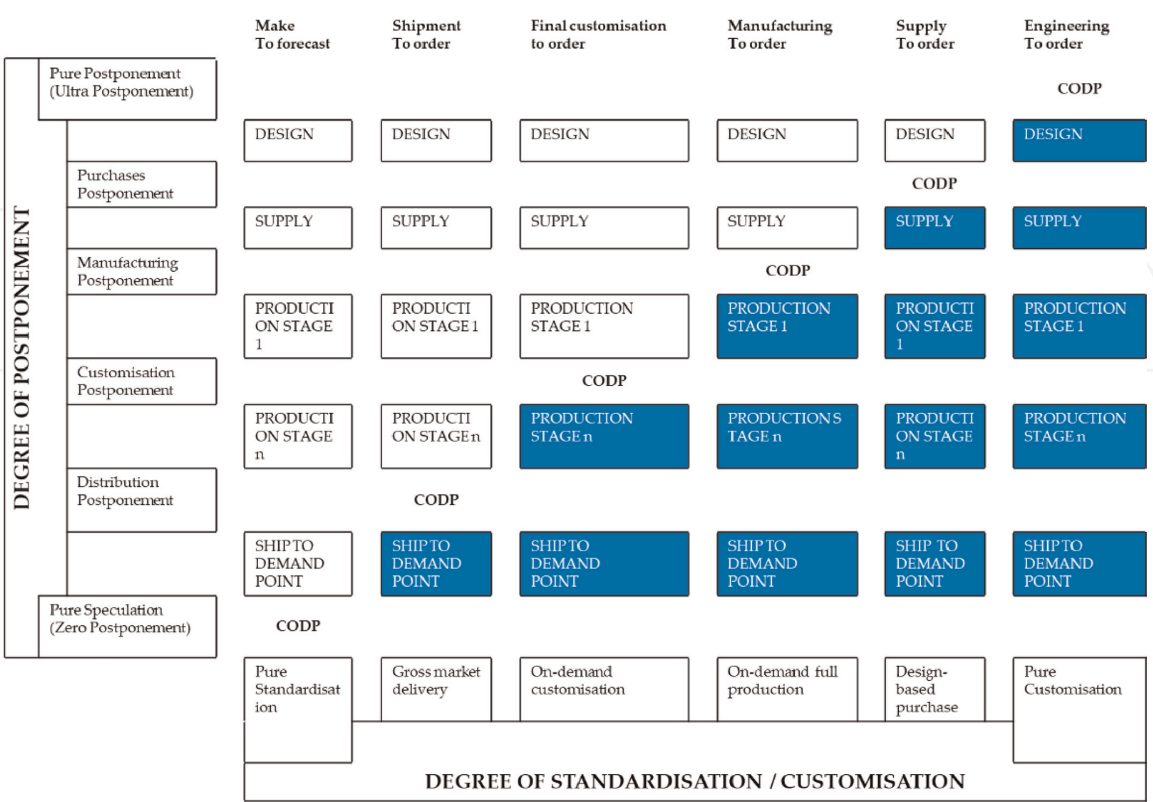 Make
To forecast
Shipment
To order
Final customisation
to order
Manufacturing
To order
Supply
To order
Engineering
To order
DEGREE OF POSTPONEMENT
Pure Postponement
(Ultra Postponement)
CODP
DESIGN
DESIGN
DESIGN
DESIGN
DESIGN
DESIGN
Purchases
Postponement
CODP
SUPPLY
SUPPLY
SUPPLY
SUPPLY
SUPPLY
SUPPLY
Manufacturing
Postponement
CODP
PRODUCTI
ON STAGE
1
PRODUCTI
ON STAGE 1
PRODUCTION
STAGE 1
PRODUCTION
STAGE 1
PRODUCTI
ON STAGE
1
PRODUCTION
STAGE 1
Customisation
Postponement
CODP
PRODUCTI
ON STAGE
n
PRODUCTI
ON STAGE n
PRODUCTION
STAGE n
PRODUCTION S
TAGE n
PRODUCTI
ON STAGE
n
PRODUCTION
STAGE n
Distribution
Postponement
CODP
SHIP TO
DEMAND
POINT
SHIP TO
DEMAND
POINT
SHIP TO
DEMAND
POINT
SHIP TO
DEMAND
POINT
SHIP TO
DEMAND
POINT
SHIP TO
DEMAND
POINT
Pure Speculation
(Zero Postponement)
CODP
Pure
Standardisat
ion
Gross market
delivery
On-demand
customisation
On-demand full
production
Design-
based
purchase
Pure
Customisation
DEGREE OF STANDARDISATION / CUSTOMISATION